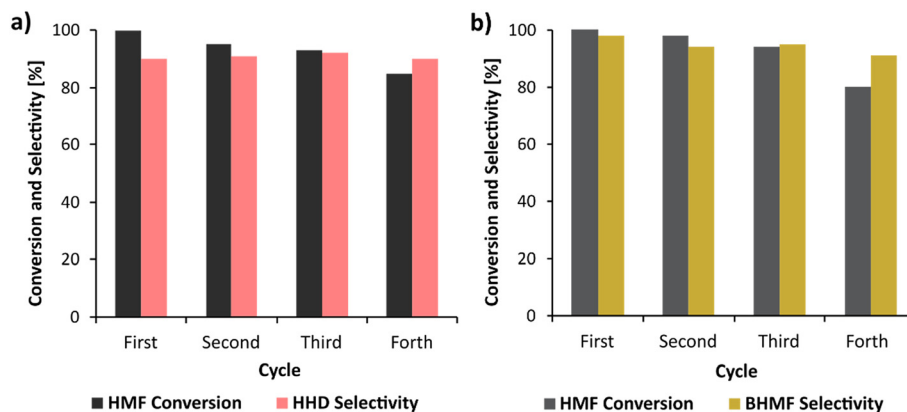 a)
Conversion and Selectivity [%]
100
80
60
40
20
0
First Second Third Forth
Cycle
HMF Conversion HHD Selectivity
b)
Conversion and Selectivity [%]
100
80
60
40
20
0
First Second Third Forth
Cycle
HMF Conversion BHMF Selectivity